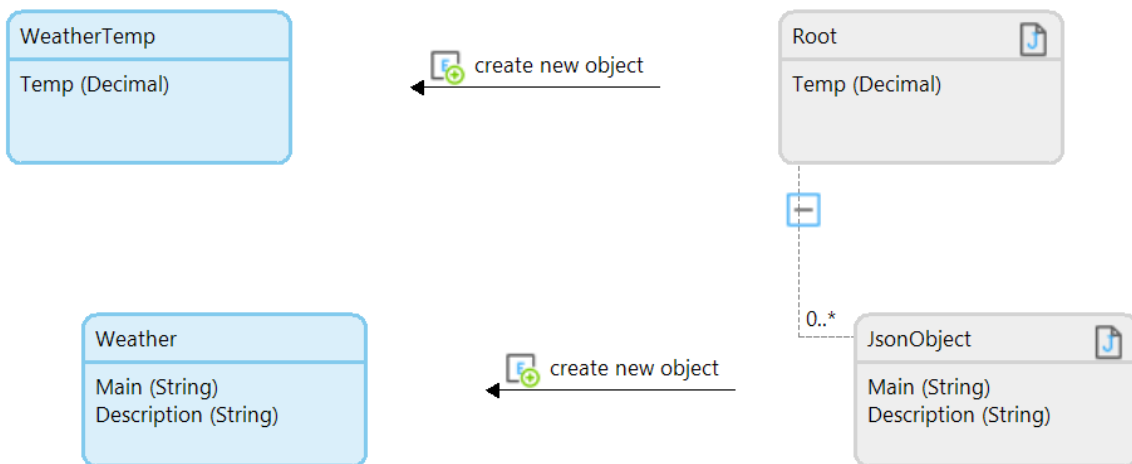 WeatherTemp
Temp (Decimal)
create new object
Root
Temp (Decimal)
0..*
Weather
Main (String)
Description (String)
create new object
JsonObject
Main (String)
Description (String)